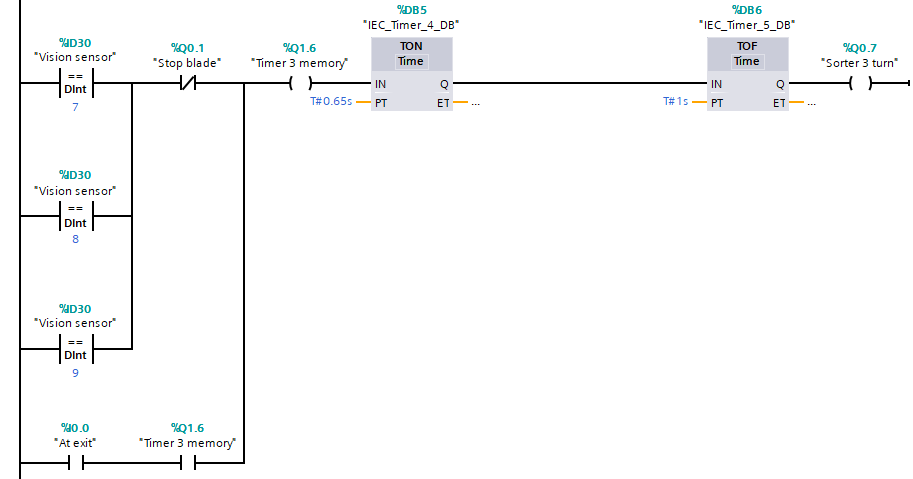 %DB5
"IEC_Timer_4_DB"
%DB6
"IEC_Timer_5_DB"
%ID30
"Vision sensor"
==
DInt
7
%Q0.1
"Stop blade"
%Q1.6
"Timer 3 memory"
TON
Time
IN
Q
T#0.65s
PT
ET
...
TOF
Time
IN
Q
T#1s
PT
ET
...
%Q0.7
"Sorter 3 turn"
%ID30
"Vision sensor"
==
DInt
8
%ID30
"Vision sensor"
==
DInt
9
%I0.0
"At exit"
%Q1.6
"Timer 3 memory"